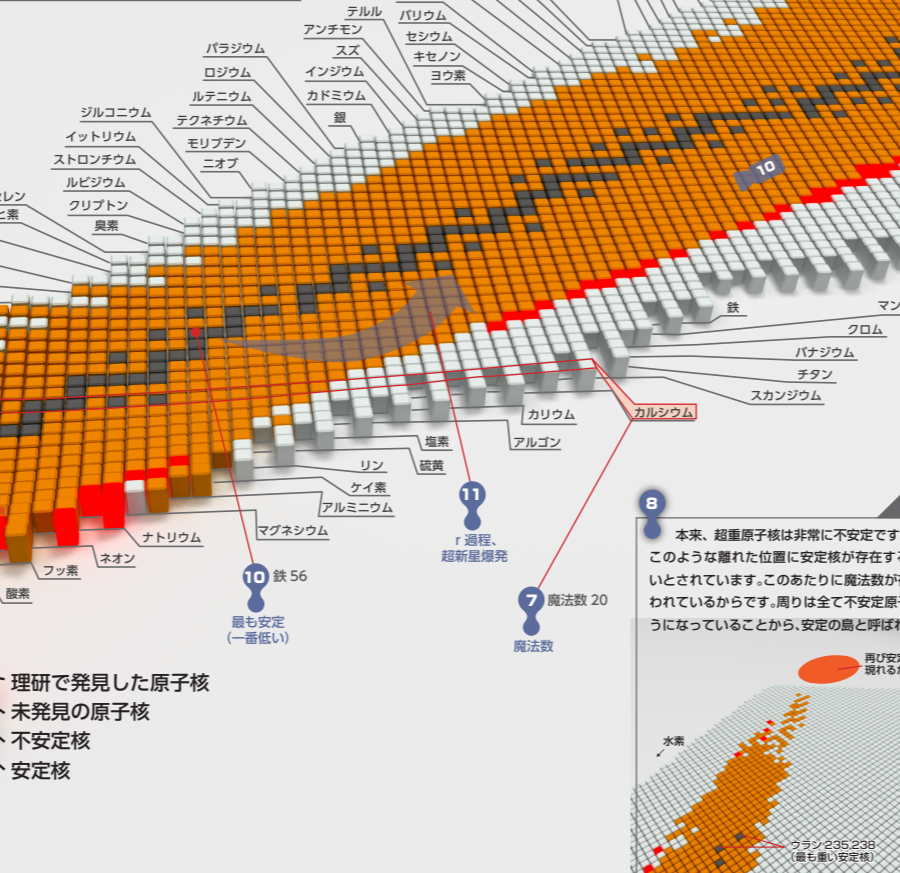 テルル
バリウム
アンチモン
セシウム
パラジウム
スズ
キセノン
ロジウム
インジウム
ヨウ素
ルテニウム
カドミウム
ジルコニウム
テクネチウム
銀
イットリウム
モリブデン
ストロンチウム
ニオブ
10
ルビジウム
セレン
クリプトン
ヒ素
臭素
鉄
マン
クロム
バナジウム
チタン
スカンジウム
カリウム
カルシウム
塩素
アルゴン
リン
硫黄
ケイ素
11
アルミニウム
8
マグネシウム
ナトリウム
r 過程、
超新星爆発
ネオン
フッ素
10 鉄 56
酸素
7 魔法数 20
最も安定
(一番低い)
魔法数
本来、超重原子核は非常に不安定です
このような離れた位置に安定核が存在する
いとされています。このあたりに魔法数が
われているからです。周りは全て不安定原
うになっていることから、安定の島と呼ばれ
再び安定
現れる
理研で発見した原子核
未発見の原子核
不安定核
安定核
水素
ウラン 235,238
(最も重い安定核)